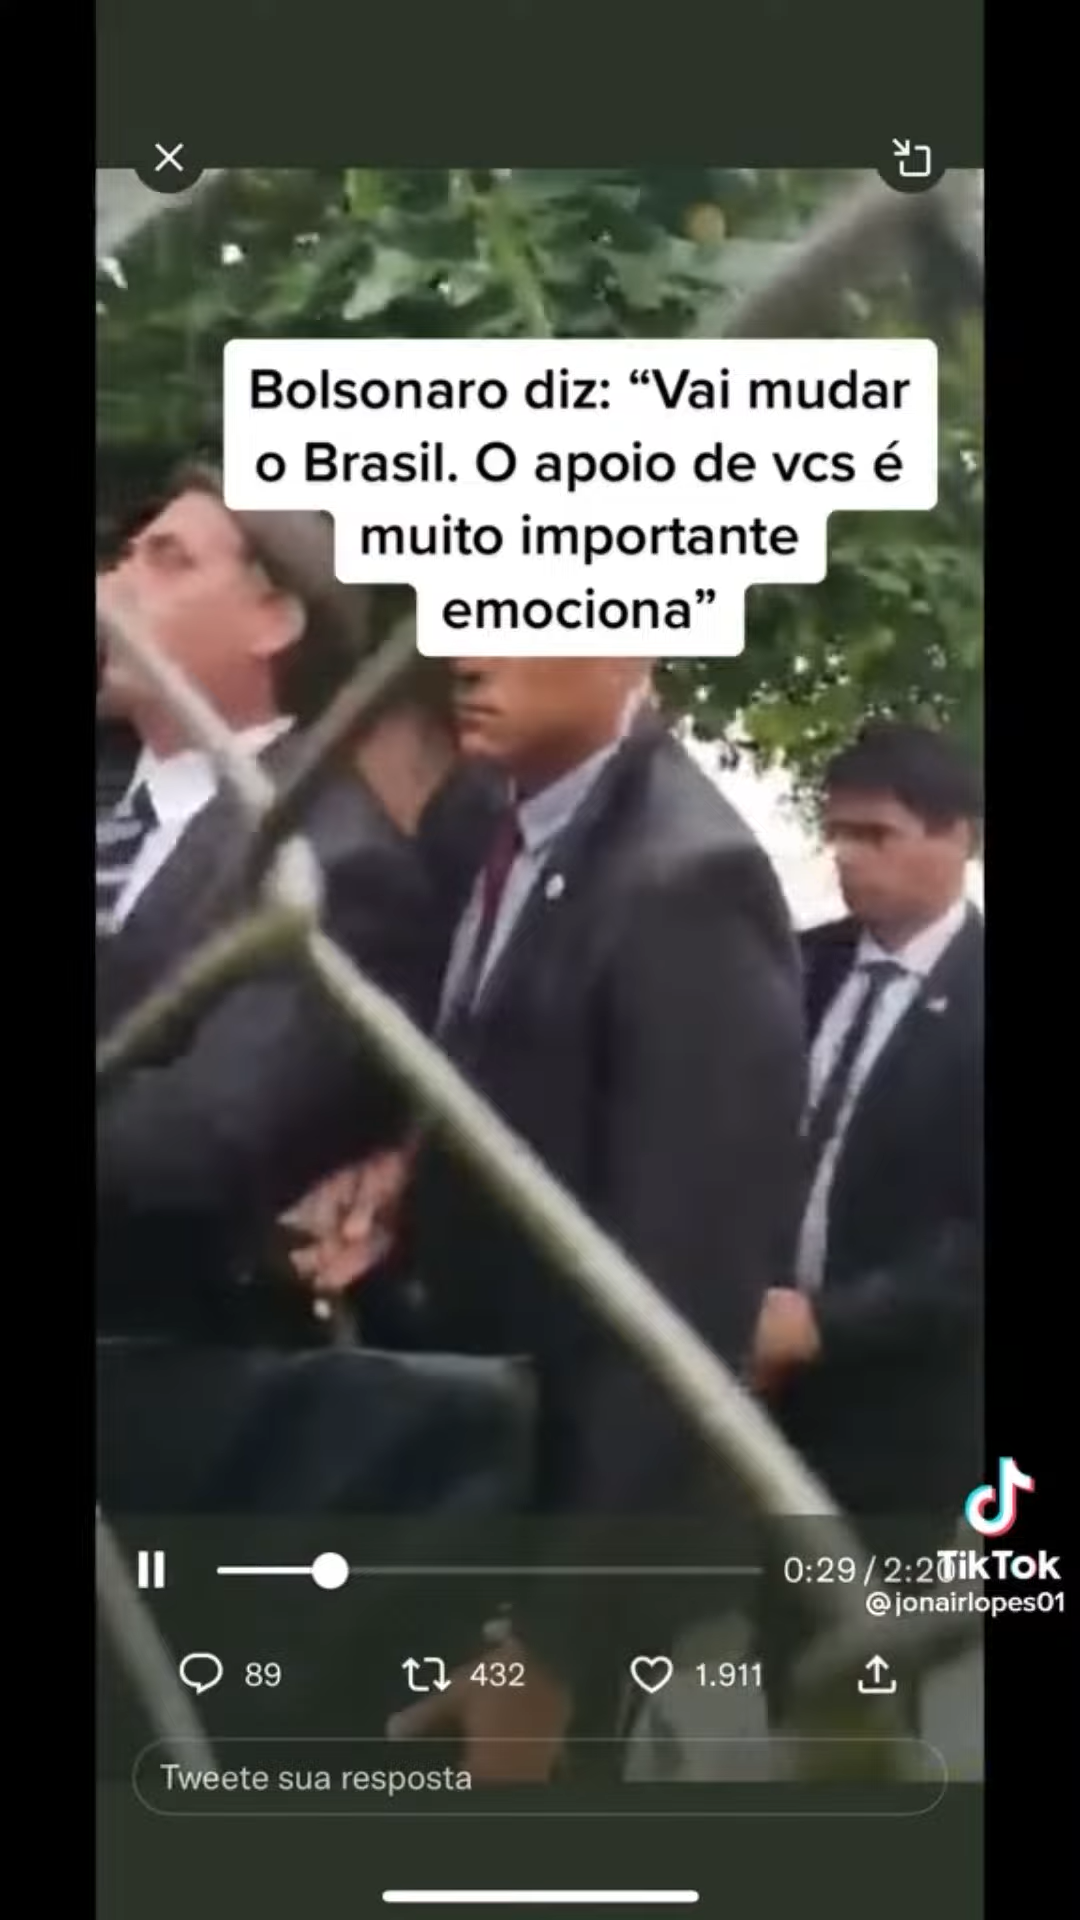 Bolsonaro diz: “Vai mudar
o Brasil. O apoio de vcs é
muito importante
emociona”
0:29 / 2:20
TikTok
@jonairlopes01
89
432
1.911
Tweete sua resposta